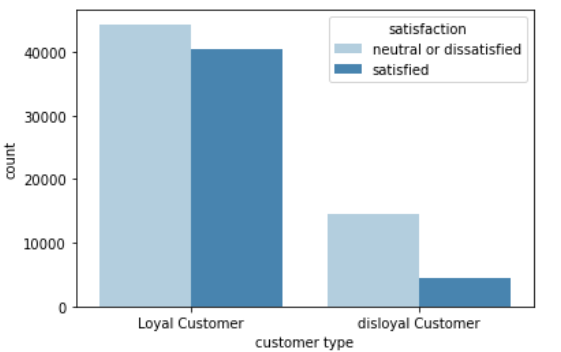 satisfaction
neutral or dissatisfied
satisfied
40000
30000
20000
10000
0
count
Loyal Customer
disloyal Customer
customer type